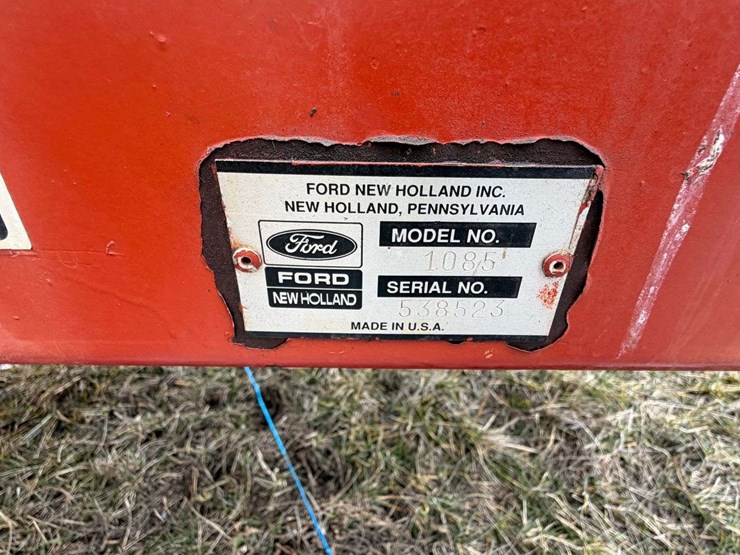 FORD NEW HOLLAND INC.
NEW HOLLAND, PENNSYLVANIA
Ford
FORD
NEW HOLLAND
MODEL NO.
1085
SERIAL NO.
538523
MADE IN U.S.A.